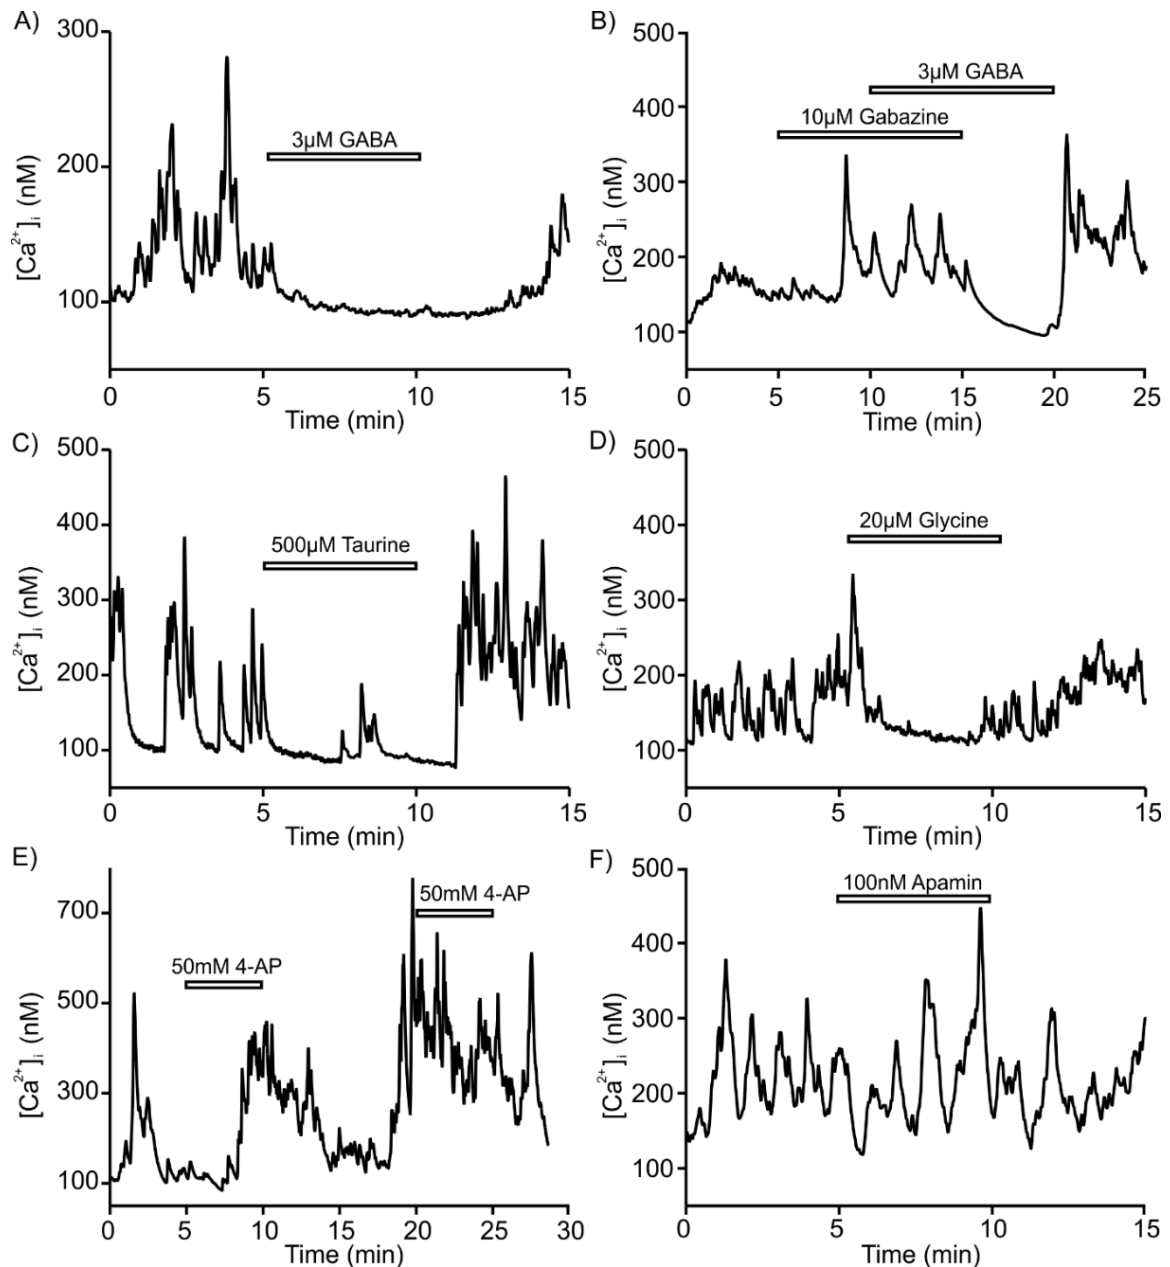 A)
300
200
100
[Ca²⁺]ᵢ (nM)
3µM GABA
0 5 10 15
Time (min)
B)
500
400
300
200
100
[Ca²⁺]ᵢ (nM)
3µM GABA
10µM Gabazine
0 5 10 15 20 25
Time (min)
C)
500
400
300
200
100
[Ca²⁺]ᵢ (nM)
500µM Taurine
0 5 10 15
Time (min)
D)
500
400
300
200
100
[Ca²⁺]ᵢ (nM)
20µM Glycine
0 5 10 15
Time (min)
E)
700
500
300
100
[Ca²⁺]ᵢ (nM)
50mM 4-AP
50mM 4-AP
0 5 10 15 20 25 30
Time (min)
F)
500
400
300
200
100
[Ca²⁺]ᵢ (nM)
100nM Apamin
0 5 10 15
Time (min)